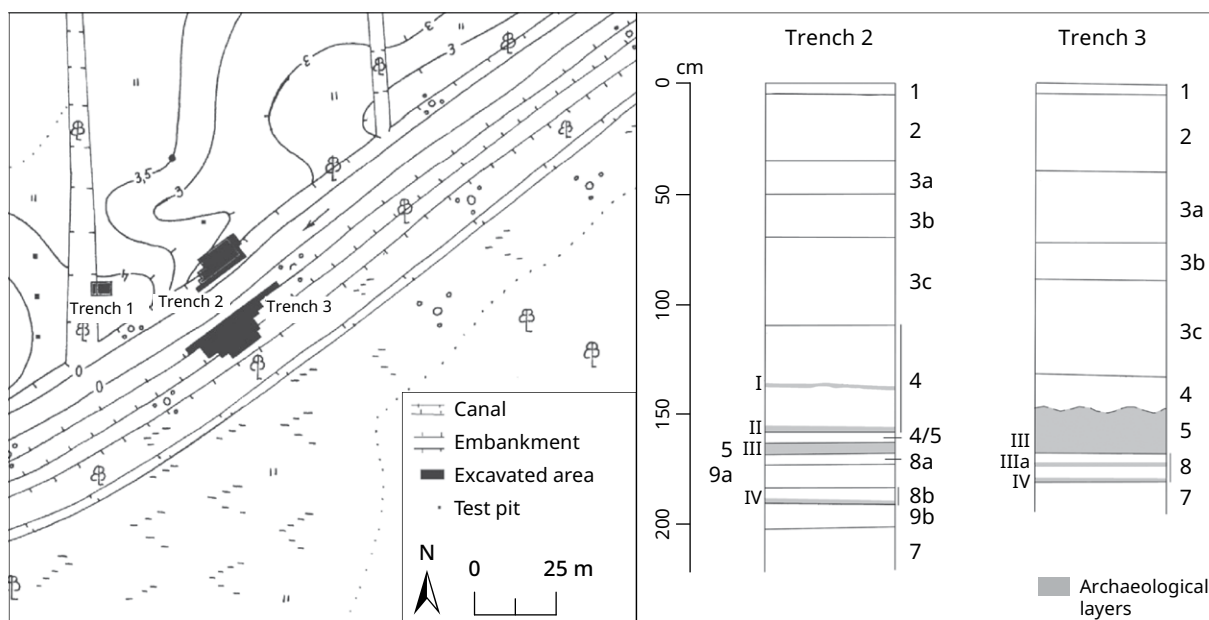 3
3
3
3,5
3
4
Trench 1
Trench 2
Trench 3
0
0
Canal
Embankment
Excavated area
Test pit
N
0 25 m
Trench 2 Trench 3
cm
0
50
100
150
200
1
2
3a
3b
3c
I
4
II
4/5
5 III
8a
9a
IV
8b
9b
7
1
2
3a
3b
3c
4
5
III
IIIa
8
IV
7
Archaeological
layers